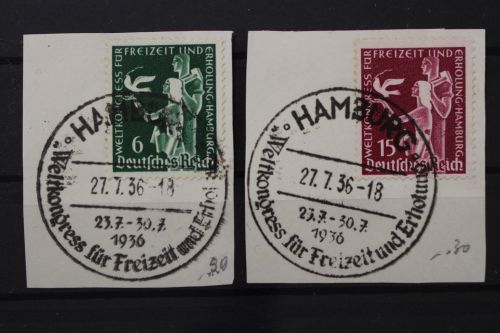 WELTKONGRESS FÜR
FREIZEIT UND
ERHOLUNG·HAMBURG
6
Deutsches Reich
HAMBURG
27.7.36-18
23.7.-30.7.
1936
„Weltkongress für Freizeit und Erholung
WELTKONGRESS FÜR
FREIZEIT UND
ERHOLUNG·HAMBURG
15
Deutsches Reich
HAMBURG
27.7.36-18
23.7.-30.7.
1936
„Weltkongress für Freizeit und Erholung